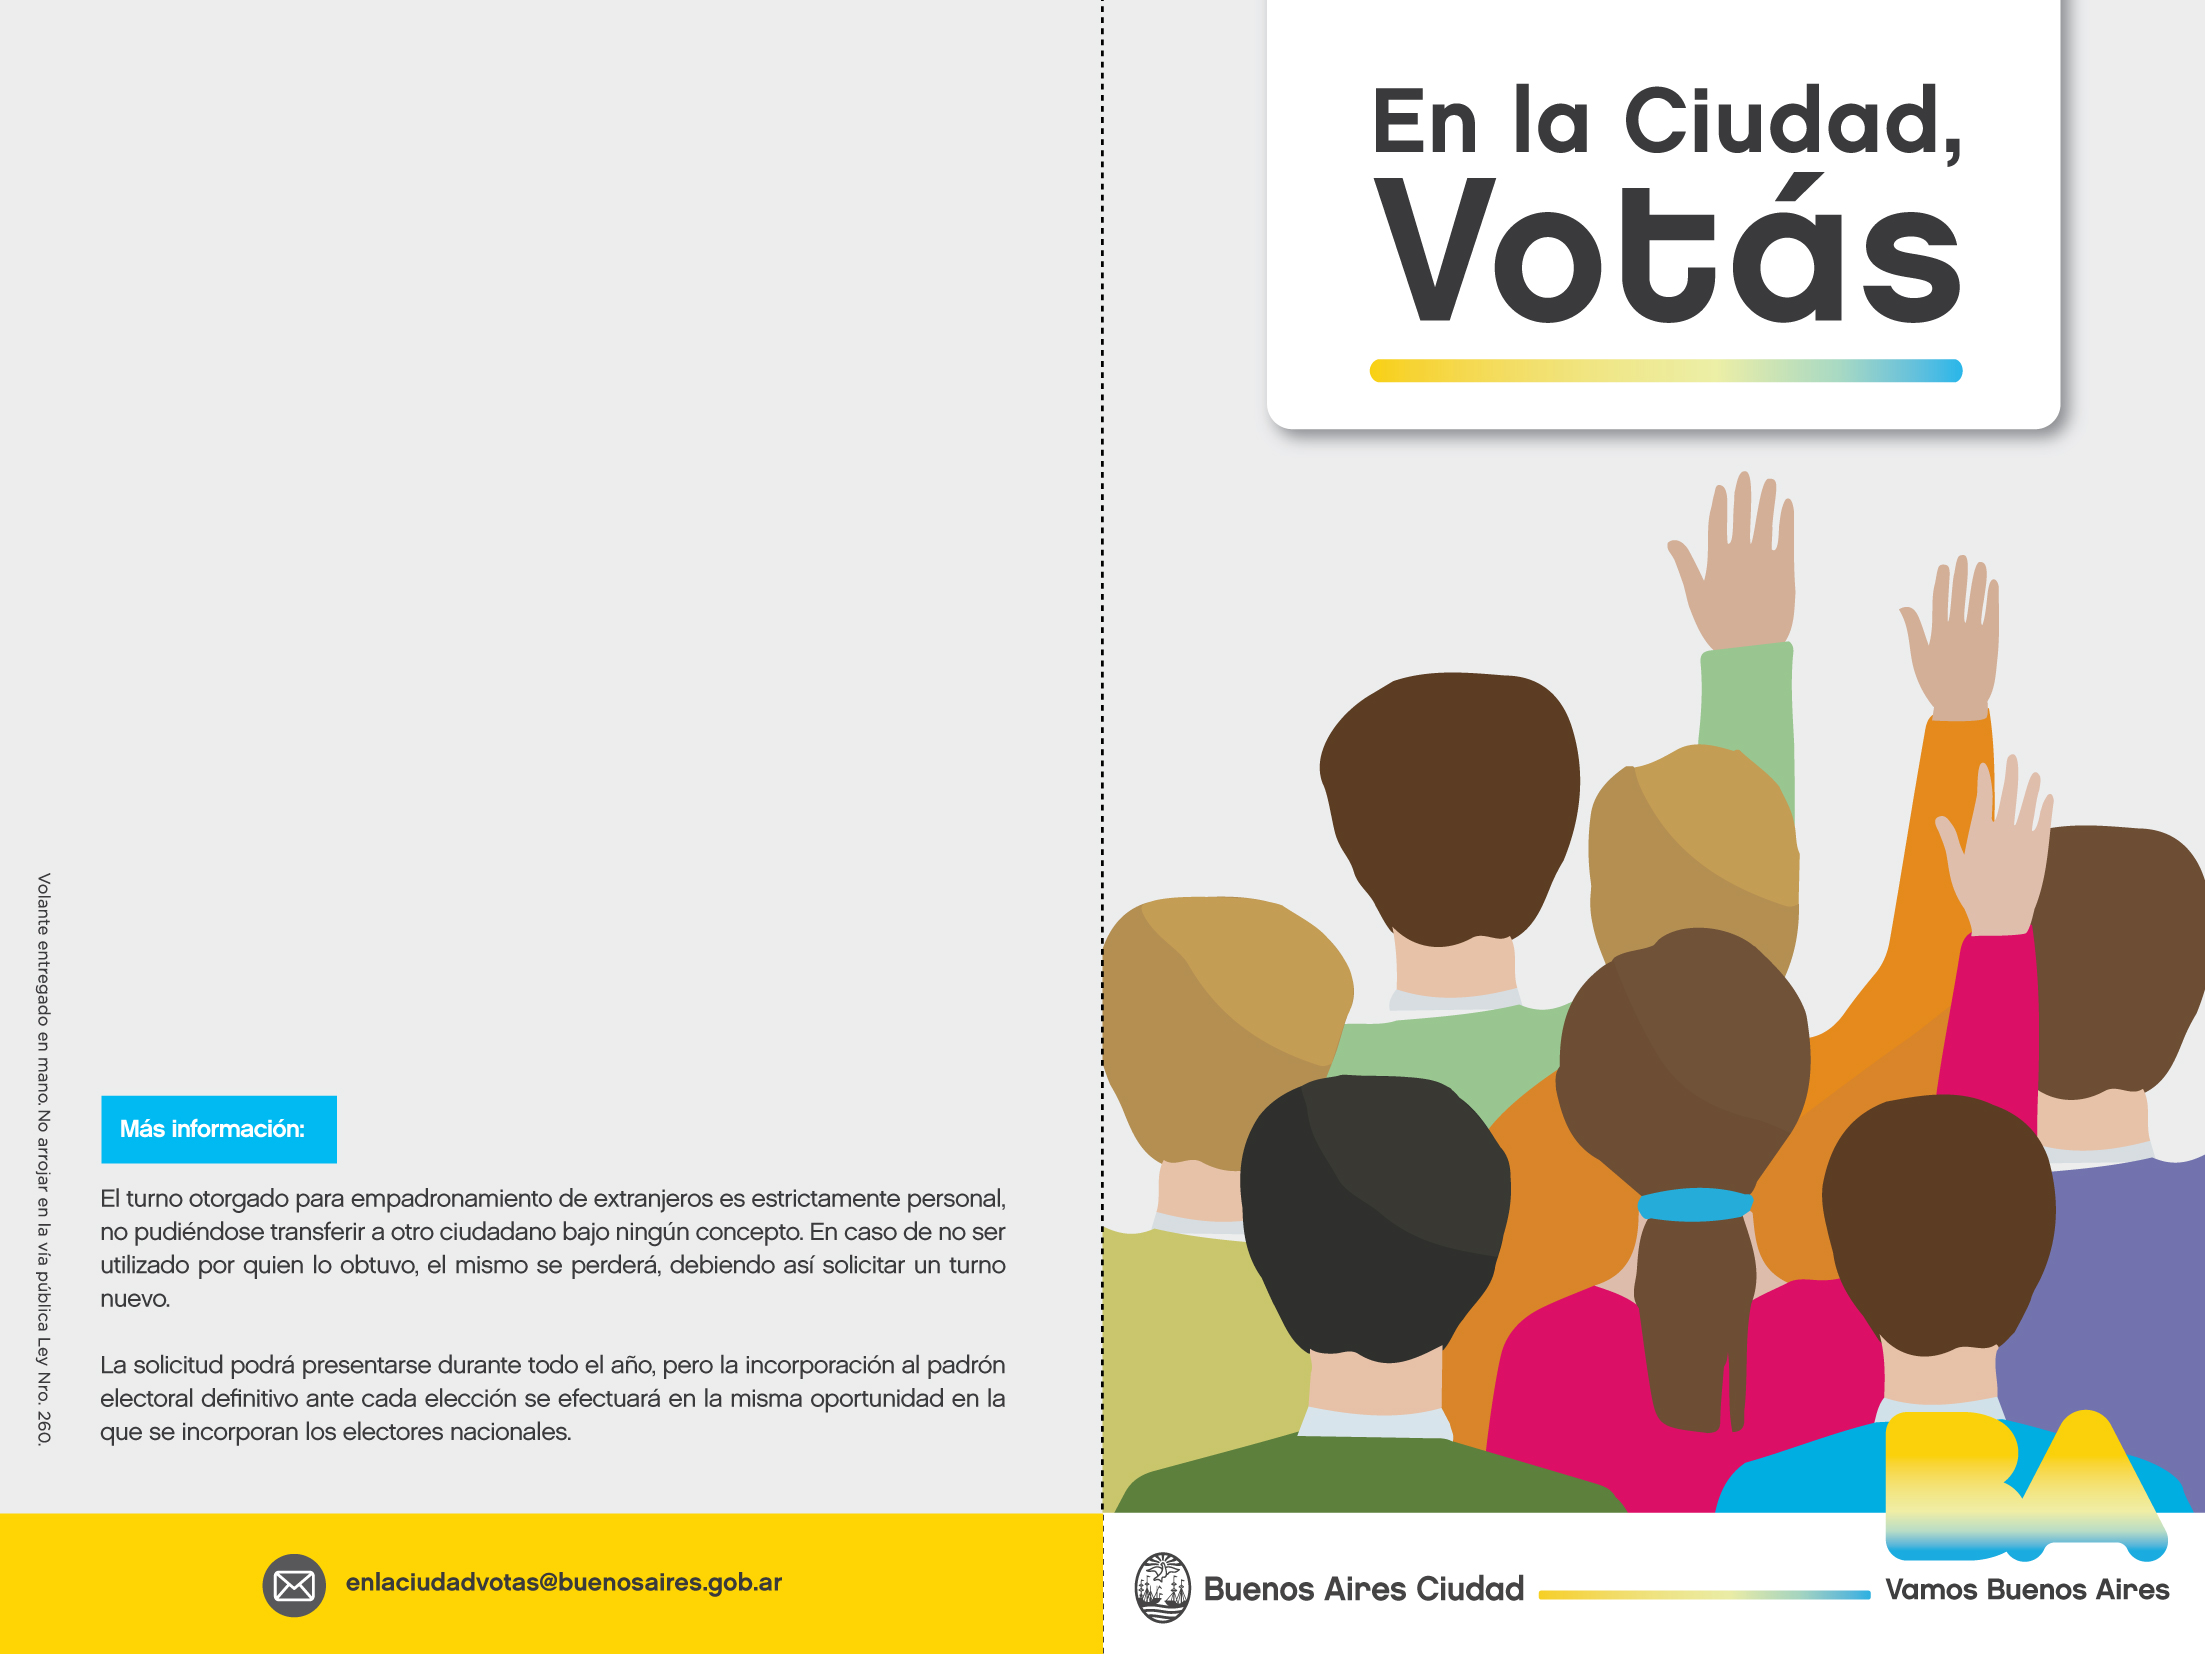 Volante entregado en mano. No arrojar en la vía pública Ley Nro. 260.
Más información:
El turno otorgado para empadronamiento de extranjeros es estrictamente personal,
no pudiéndose transferir a otro ciudadano bajo ningún concepto. En caso de no ser
utilizado por quien lo obtuvo, el mismo se perderá, debiendo así solicitar un turno
nuevo.
La solicitud podrá presentarse durante todo el año, pero la incorporación al padrón
electoral definitivo ante cada elección se efectuará en la misma oportunidad en la
que se incorporan los electores nacionales.
enlaciudadvotas@buenosaires.gob.ar
En la Ciudad,
Votás
BA
Buenos Aires Ciudad
Vamos Buenos Aires